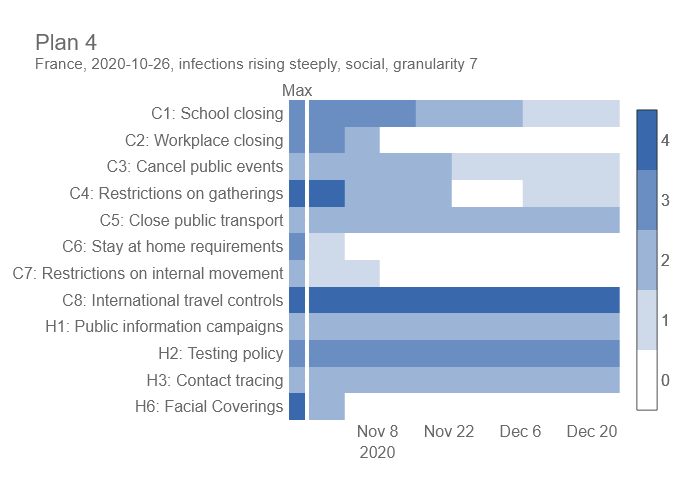 Plan 4
France, 2020-10-26, infections rising steeply, social, granularity 7
Max
C1: School closing
C2: Workplace closing
C3: Cancel public events
C4: Restrictions on gatherings
C5: Close public transport
C6: Stay at home requirements
C7: Restrictions on internal movement
C8: International travel controls
H1: Public information campaigns
H2: Testing policy
H3: Contact tracing
H6: Facial Coverings
4
3
2
1
0
Nov 8 Nov 22 Dec 6 Dec 20
2020